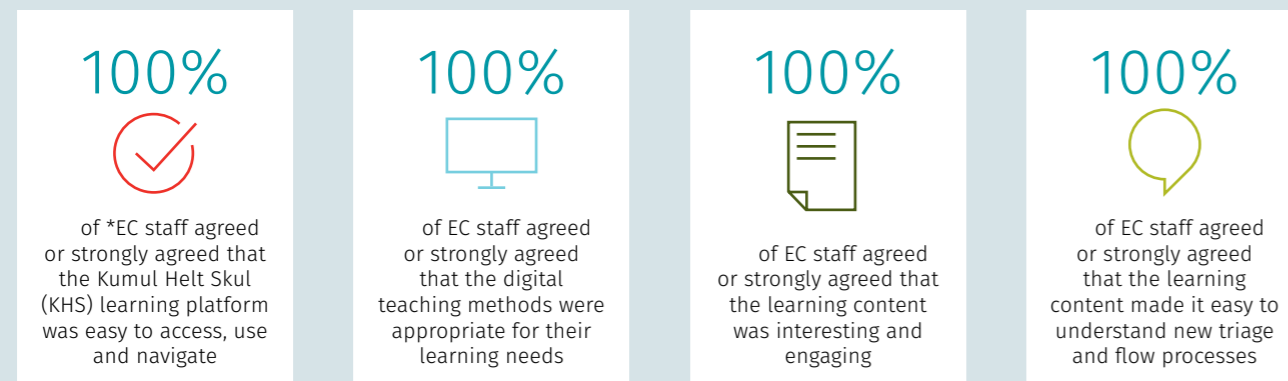 100%
of *EC staff agreed
or strongly agreed that
the Kumul Helt Skul
(KHS) learning platform
was easy to access, use
and navigate
100%
of EC staff agreed
or strongly agreed
that the digital
teaching methods were
appropriate for their
learning needs
100%
of EC staff agreed
or strongly agreed that
the learning content
was interesting and
engaging
100%
of EC staff agreed
or strongly agreed
that the learning
content made it easy to
understand new triage
and flow processes